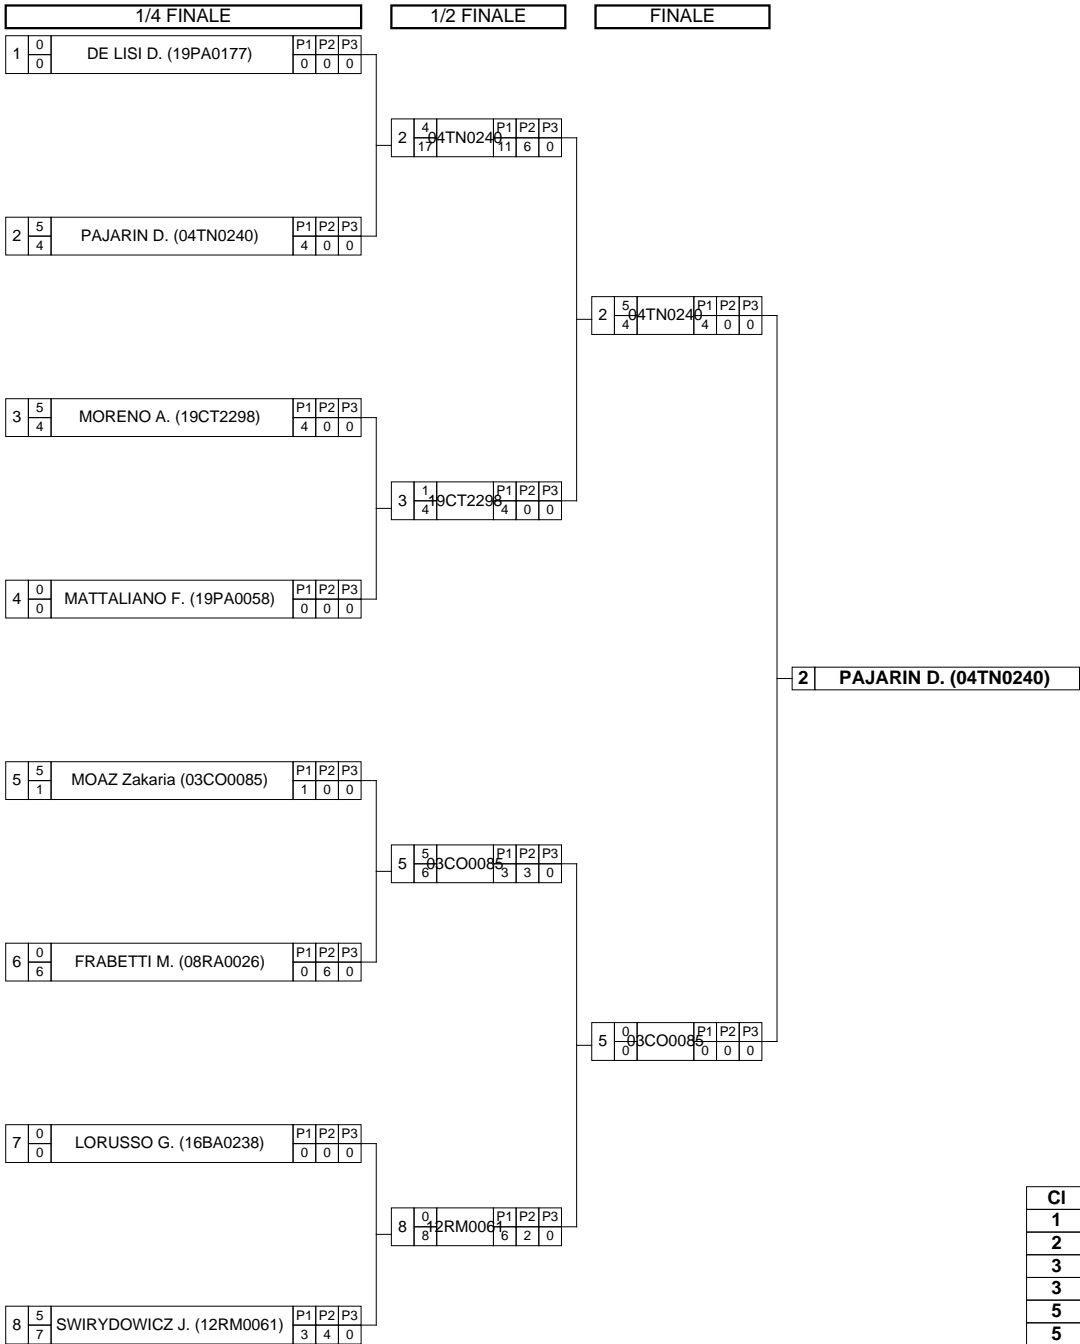 1/4 FINALE 1/2 FINALE FINALE
1 0 DE LISI D. (19PA0177) P1 P2 P3
0 0 0 0
2 4 04TN0240 P1 P2 P3
17 11 6 0
2 5 PAJARIN D. (04TN0240) P1 P2 P3
4 4 0 0
2 5 04TN0240 P1 P2 P3
4 4 0 0
3 5 MORENO A. (19CT2298) P1 P2 P3
4 4 0 0
3 1 19CT2298 P1 P2 P3
4 4 0 0
4 0 MATTALIANO F. (19PA0058) P1 P2 P3
0 0 0 0
2 PAJARIN D. (04TN0240)
5 5 MOAZ Zakaria (03CO0085) P1 P2 P3
1 1 0 0
5 5 03CO0085 P1 P2 P3
6 3 3 0
6 0 FRABETTI M. (08RA0026) P1 P2 P3
6 0 6 0
5 0 03CO0085 P1 P2 P3
0 0 0 0
7 0 LORUSSO G. (16BA0238) P1 P2 P3
0 0 0 0
8 0 12RM0061 P1 P2 P3
8 6 2 0
8 5 SWIRYDOWICZ J. (12RM0061) P1 P2 P3
7 3 4 0
Cl
1
2
3
3
5
5